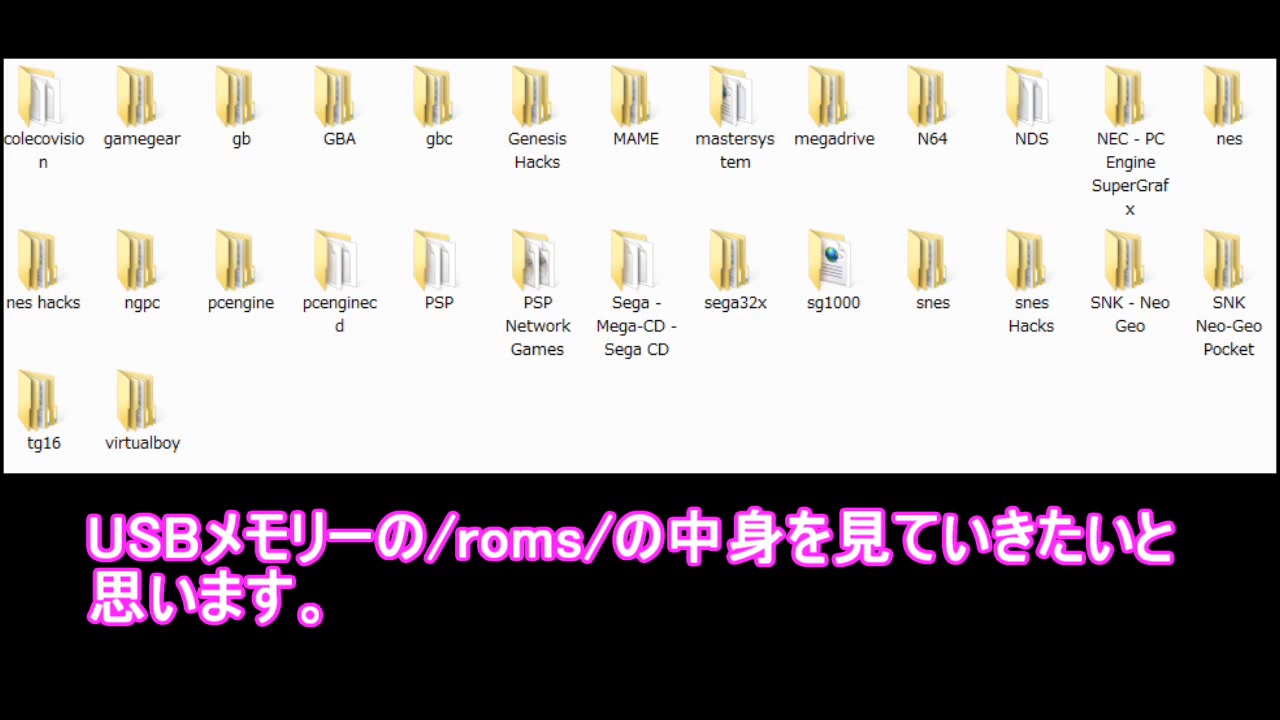 colecovisio
n
gamegear
gb
GBA
gbc
Genesis
Hacks
MAME
mastersys
tem
megadrive
N64
NDS
NEC - PC
Engine
SuperGraf
x
nes
nes hacks
ngpc
pcengine
pcenginec
d
PSP
PSP
Network
Games
Sega -
Mega-CD -
Sega CD
sega32x
sg1000
snes
snes
Hacks
SNK - Neo
Geo
SNK
Neo-Geo
Pocket
tg16
virtualboy
USBメモリーの/roms/の中身を見ていきたいと
思います。